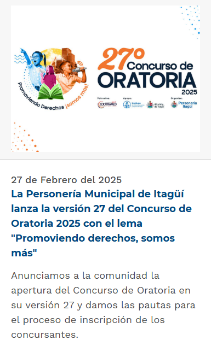 27°
Concurso de
ORATORIA
2025
Promoviendo Derechos ¡somos más!
27 de Febrero del 2025
La Personería Municipal de Itagüí
lanza la versión 27 del Concurso de
Oratoria 2025 con el lema
"Promoviendo derechos, somos
más"
Anunciamos a la comunidad la
apertura del Concurso de Oratoria en
su versión 27 y damos las pautas para
el proceso de inscripción de los
concursantes.